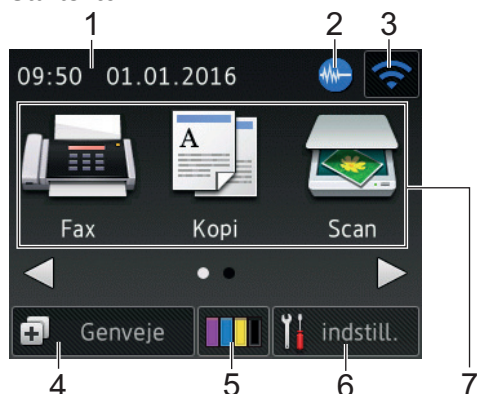 1 2 3
09:50 01.01.2016
A
Fax Kopi Scan
Genveje indstill.
4 5 6 7